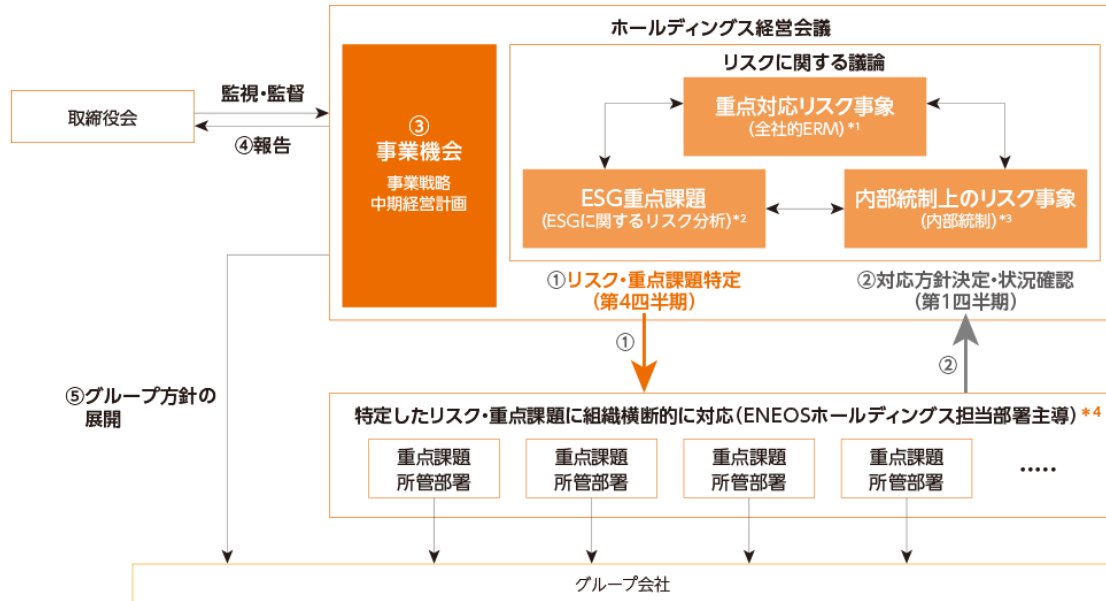 ホールディングス経営会議
リスクに関する議論
重点対応リスク事象
(全社的ERM)*1
ESG重点課題
(ESGに関するリスク分析)*2
内部統制上のリスク事象
(内部統制)*3
③
事業機会
事業戦略
中期経営計画
取締役会
監視・監督
④報告
①リスク・重点課題特定
(第4四半期)
②対応方針決定・状況確認
(第1四半期)
①
②
⑤グループ方針の
展開
特定したリスク・重点課題に組織横断的に対応(ENEOSホールディングス担当部署主導)*4
重点課題
所管部署
重点課題
所管部署
重点課題
所管部署
重点課題
所管部署
•••••
グループ会社